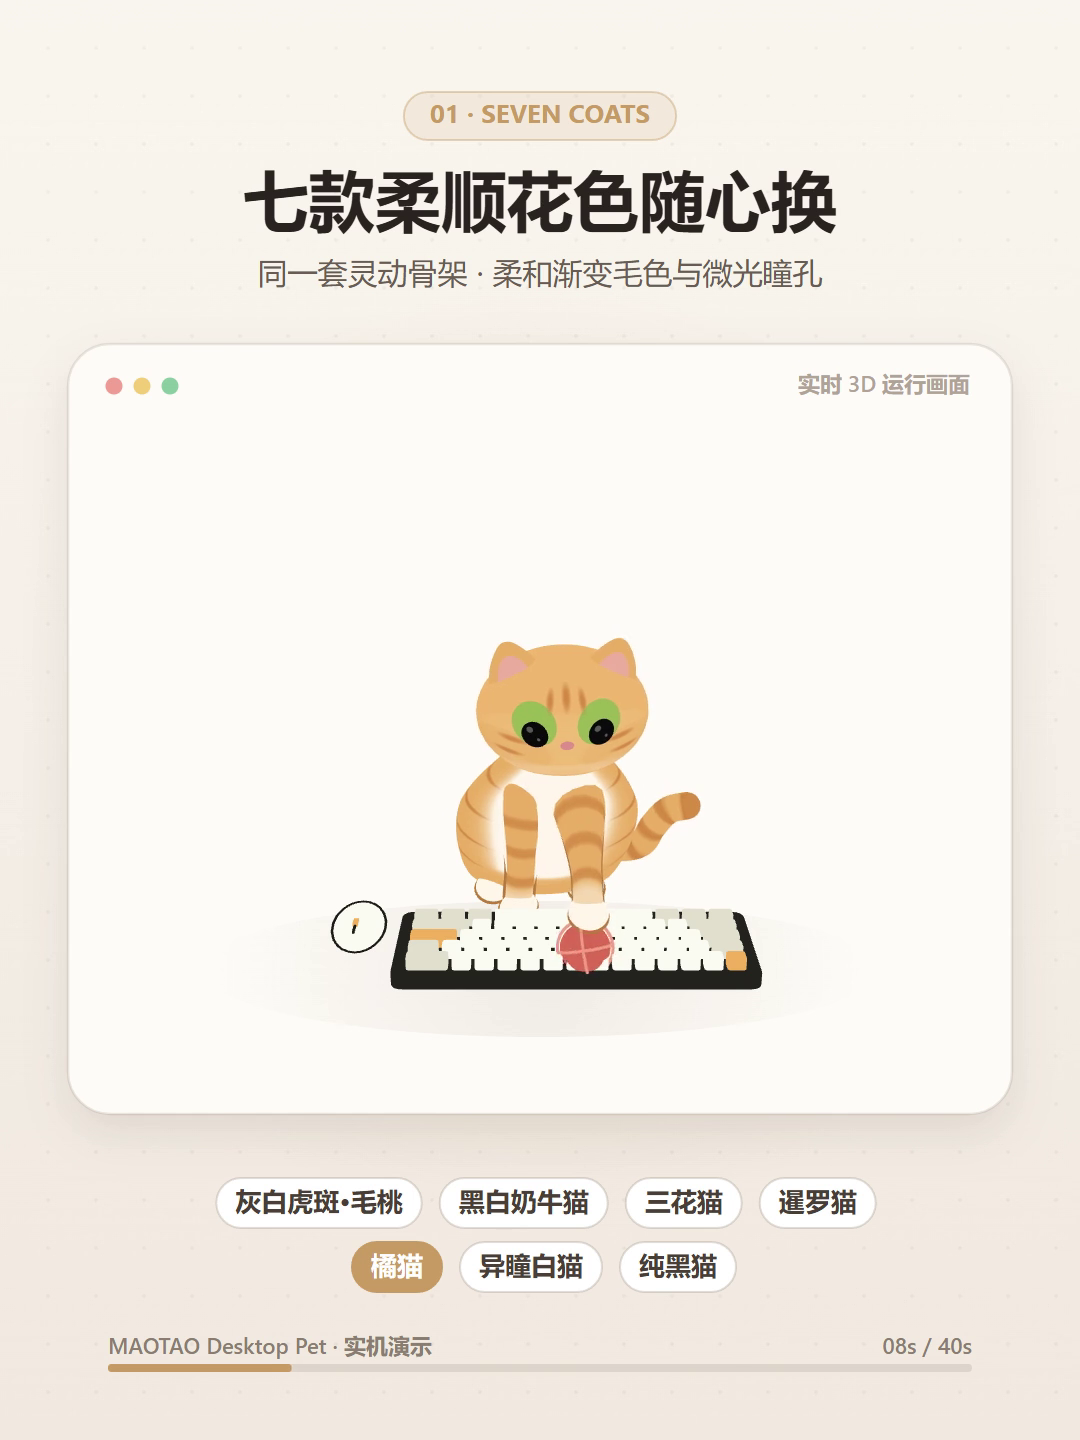 01 · SEVEN COATS
七款柔顺花色随心换
同一套灵动骨架 · 柔和渐变毛色与微光瞳孔
实时 3D 运行画面
灰白虎斑•毛桃 黑白奶牛猫 三花猫 暹罗猫
橘猫 异瞳白猫 纯黑猫
MAOTAO Desktop Pet · 实机演示 08s / 40s